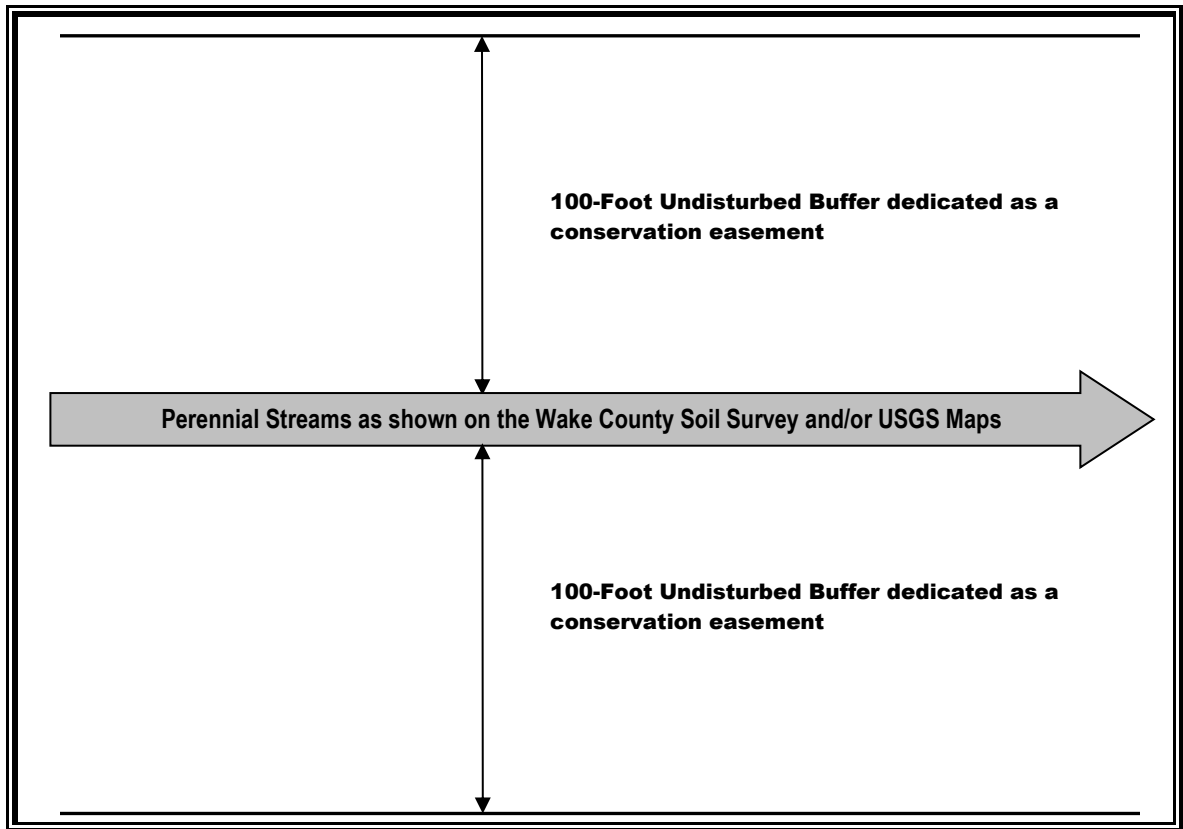 100-Foot Undisturbed Buffer dedicated as a
conservation easement
Perennial Streams as shown on the Wake County Soil Survey and/or USGS Maps
100-Foot Undisturbed Buffer dedicated as a
conservation easement